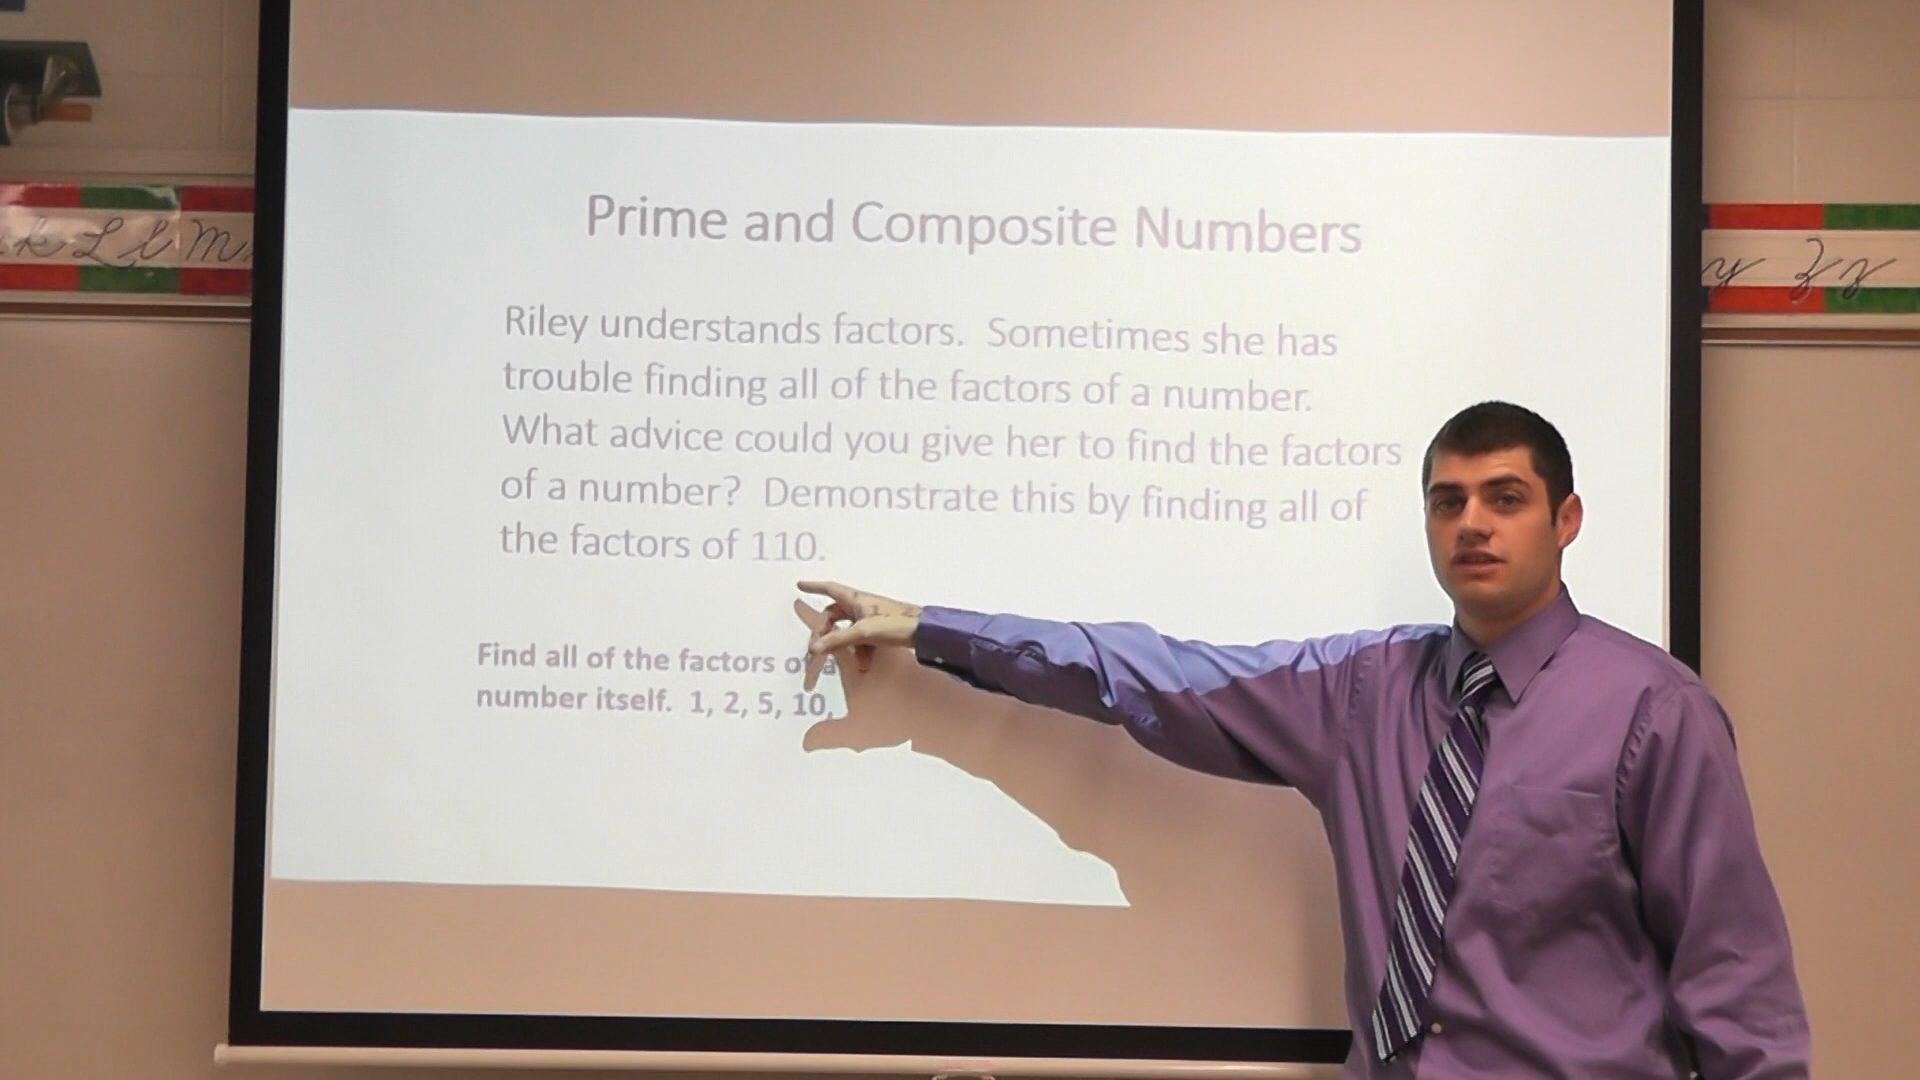 k L l M
y Z z
Prime and Composite Numbers
Riley understands factors. Sometimes she has
trouble finding all of the factors of a number.
What advice could you give her to find the factors
of a number? Demonstrate this by finding all of
the factors of 110.
1, 2
Find all of the factors of a
number itself. 1, 2, 5, 10,